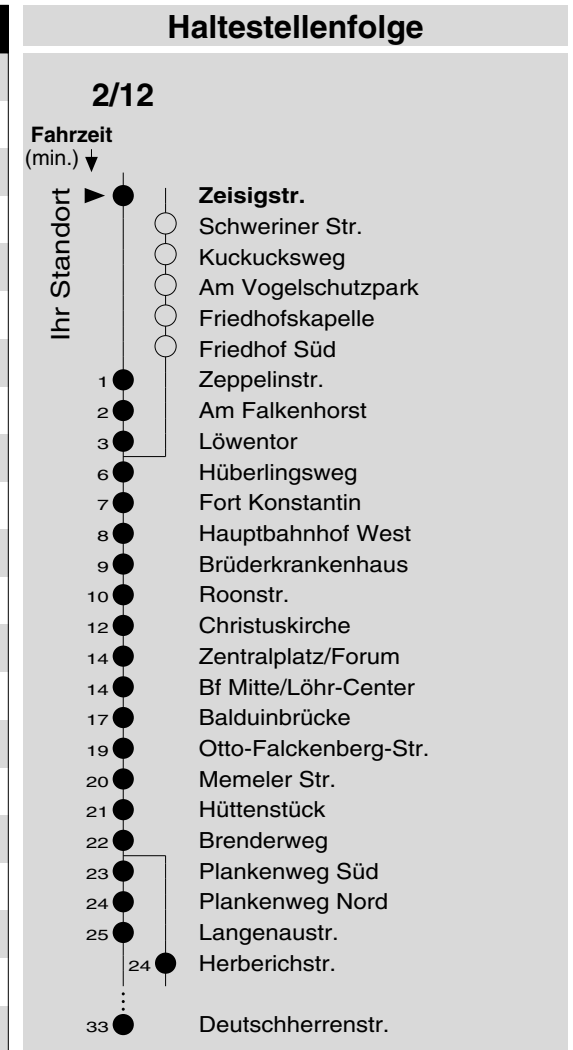 Haltestellenfolge
2/12
Fahrzeit
(min.)
Ihr Standort
Zeisigstr.
Schweriner Str.
Kuckucksweg
Am Vogelschutzpark
Friedhofskapelle
Friedhof Süd
1 Zeppelinstr.
2 Am Falkenhorst
3 Löwentor
6 Hüberlingsweg
7 Fort Konstantin
8 Hauptbahnhof West
9 Brüderkrankenhaus
10 Roonstr.
12 Christuskirche
14 Zentralplatz/Forum
14 Bf Mitte/Löhr-Center
17 Balduinbrücke
19 Otto-Falckenberg-Str.
20 Memeler Str.
21 Hüttenstück
22 Brenderweg
23 Plankenweg Süd
24 Plankenweg Nord
25 Langenaustr.
24 Herberichstr.
33 Deutschherrenstr.